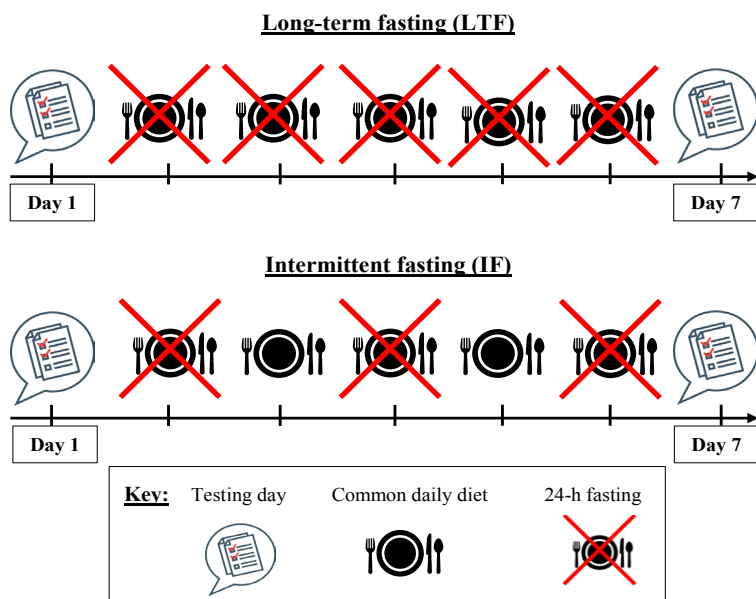 Long-term fasting (LTF)
Day 1
Day 7
Intermittent fasting (IF)
Day 1
Day 7
Key: Testing day Common daily diet 24-h fasting